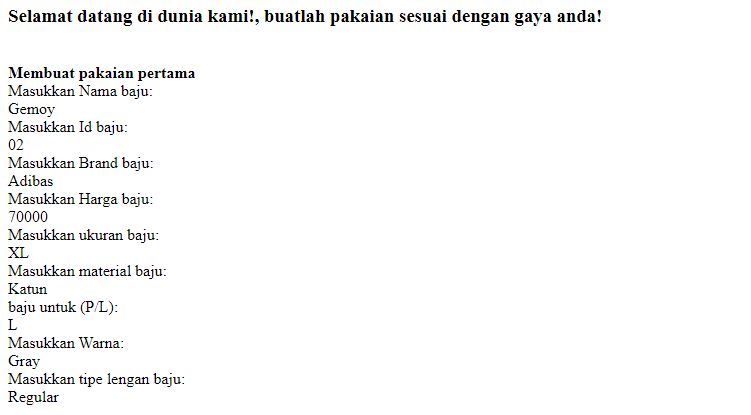 Selamat datang di dunia kami!, buatlah pakaian sesuai dengan gaya anda!
Membuat pakaian pertama
Masukkan Nama baju:
Gemoy
Masukkan Id baju:
02
Masukkan Brand baju:
Adibas
Masukkan Harga baju:
70000
Masukkan ukuran baju:
XL
Masukkan material baju:
Katun
baju untuk (P/L):
L
Masukkan Warna:
Gray
Masukkan tipe lengan baju:
Regular